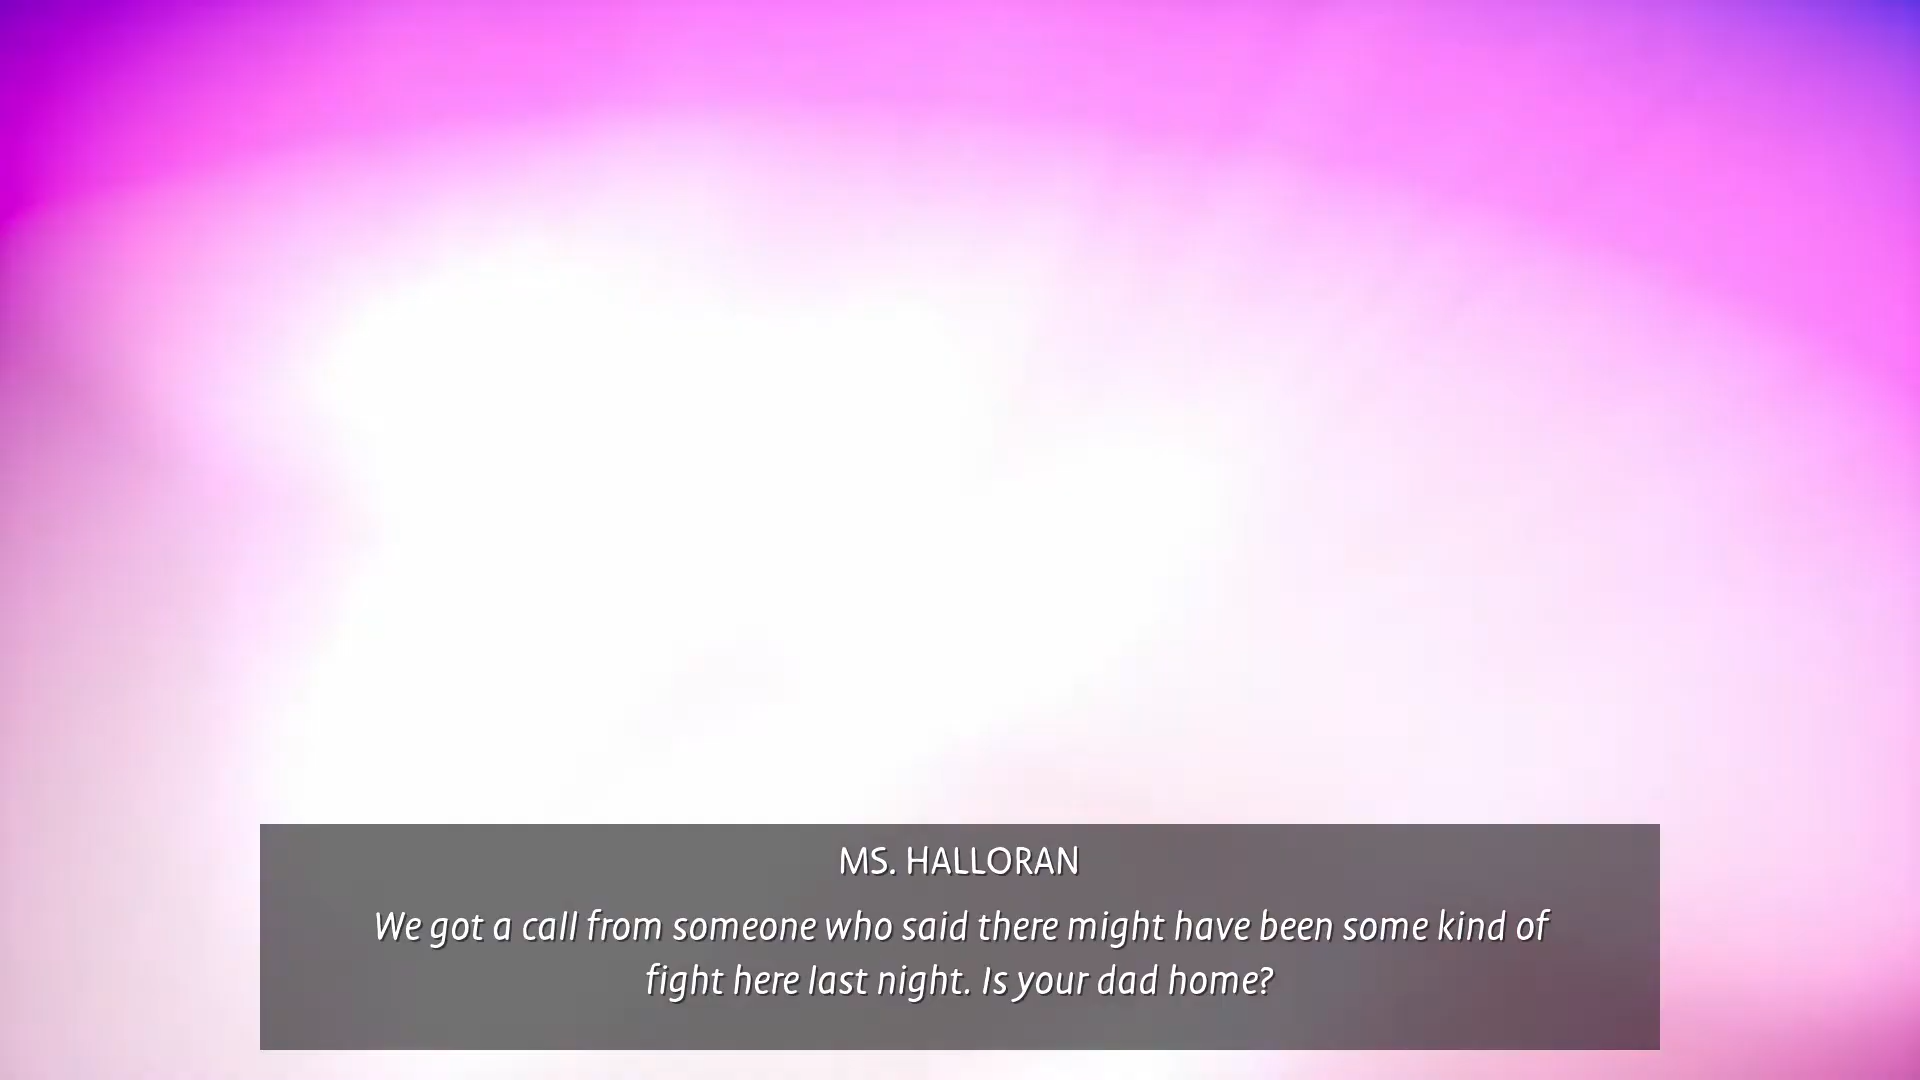 MS. HALLORAN
We got a call from someone who said there might have been some kind of
fight here last night. Is your dad home?